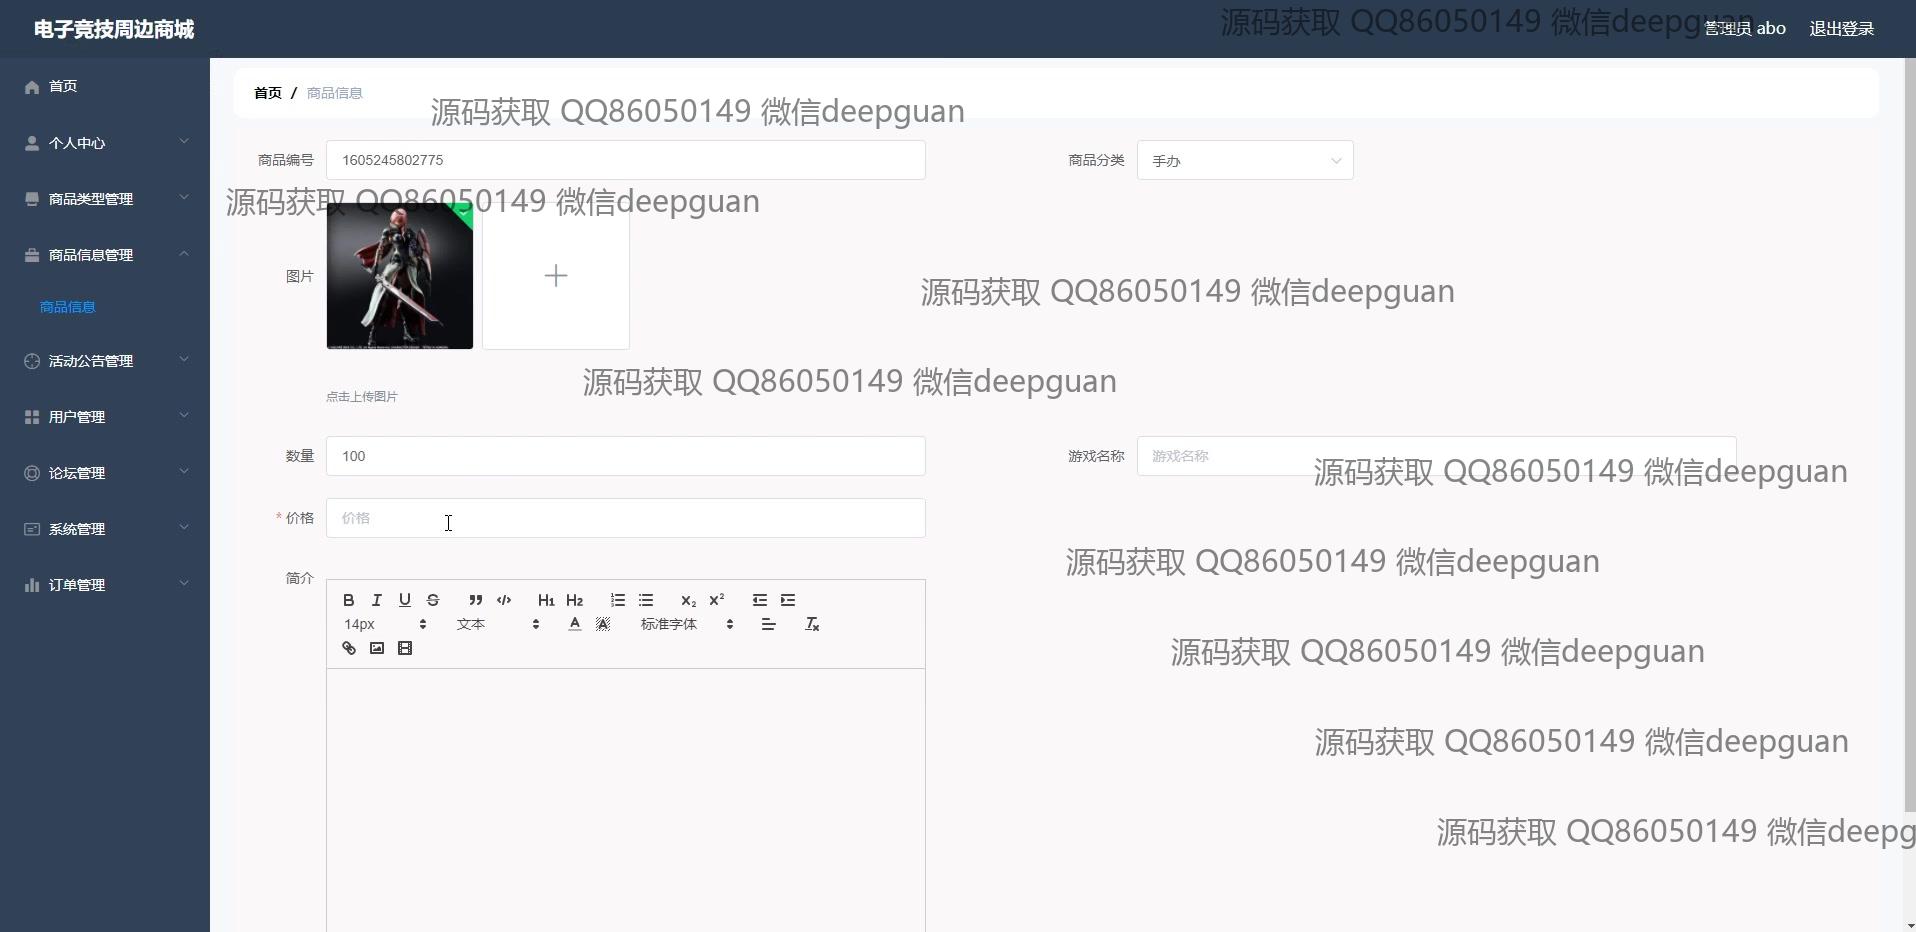 电子竞技周边商城
源码获取 QQ86050149 微信deepguan
管理员 abo
退出登录
首页
个人中心
商品类型管理
商品信息管理
商品信息
活动公告管理
用户管理
论坛管理
系统管理
订单管理
首页 / 商品信息
源码获取 QQ86050149 微信deepguan
商品编号 1605245802775
商品分类 手办
源码获取 QQ86050149 微信deepguan
图片
源码获取 QQ86050149 微信deepguan
点击上传图片
源码获取 QQ86050149 微信deepguan
数量 100
游戏名称 游戏名称
源码获取 QQ86050149 微信deepguan
* 价格 价格
源码获取 QQ86050149 微信deepguan
简介
B I U S H1 H2 X2 X2
14px 文本 A A 标准字体 Tx
源码获取 QQ86050149 微信deepguan
源码获取 QQ86050149 微信deepguan
源码获取 QQ86050149 微信deepg